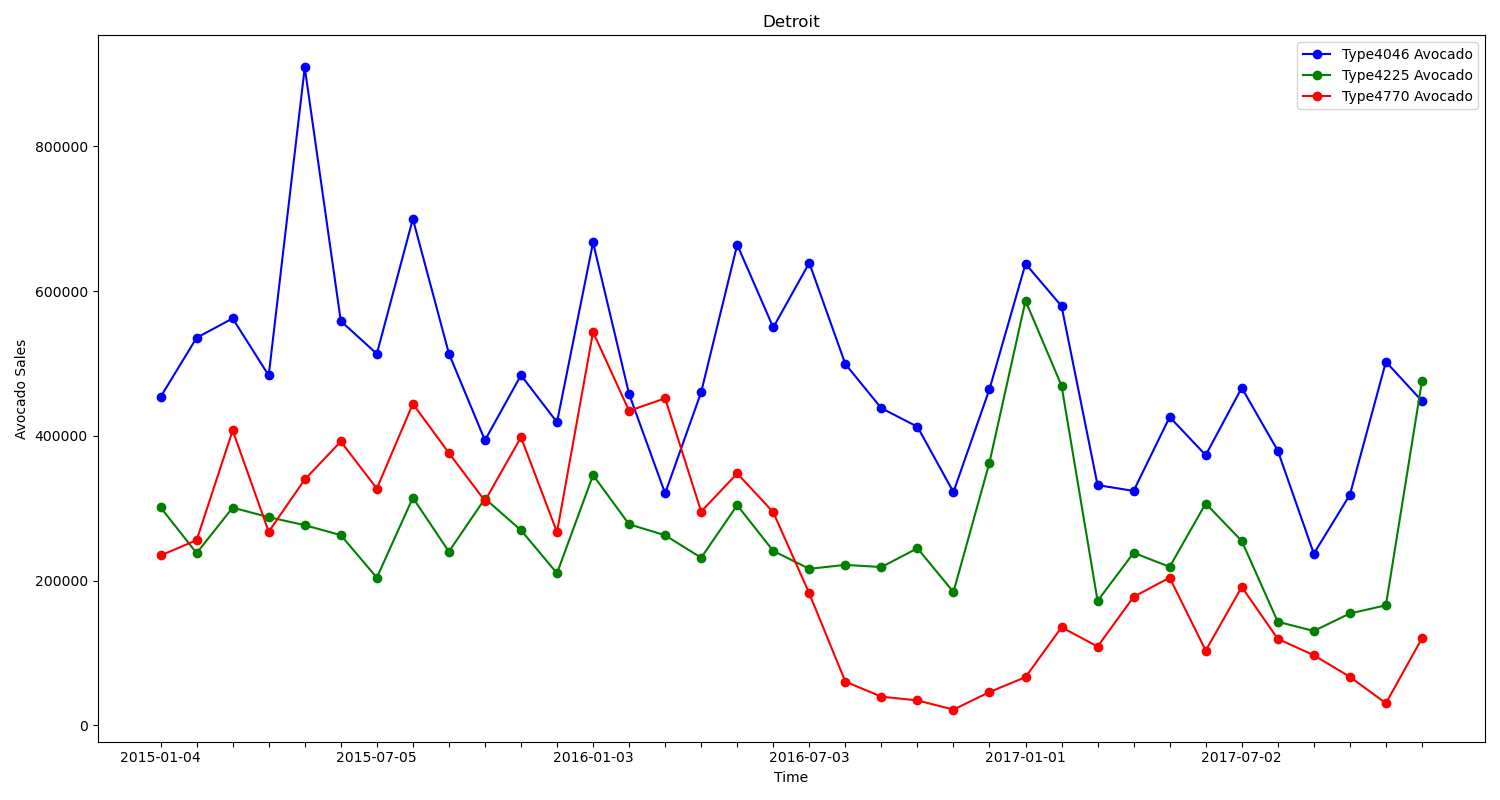 Detroit
Type4046 Avocado
Type4225 Avocado
Type4770 Avocado
Avocado Sales
800000
600000
400000
200000
0
2015-01-04 2015-07-05 2016-01-03 2016-07-03 2017-01-01 2017-07-02
Time